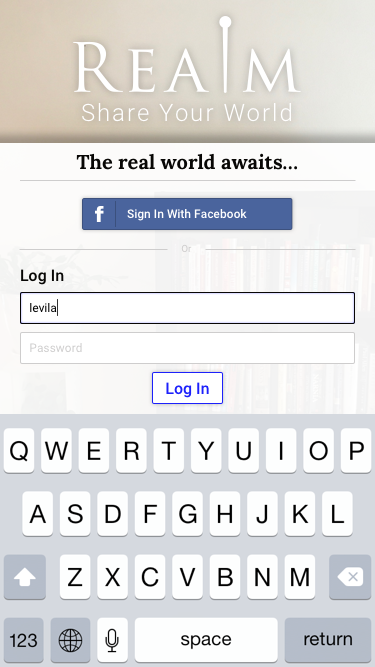 REALM
Share Your World
The real world awaits...
f Sign In With Facebook
Or
Log In
levila
Password
Log In
Q W E R T Y U I O P
A S D F G H J K L
Z X C V B N M
123 space return